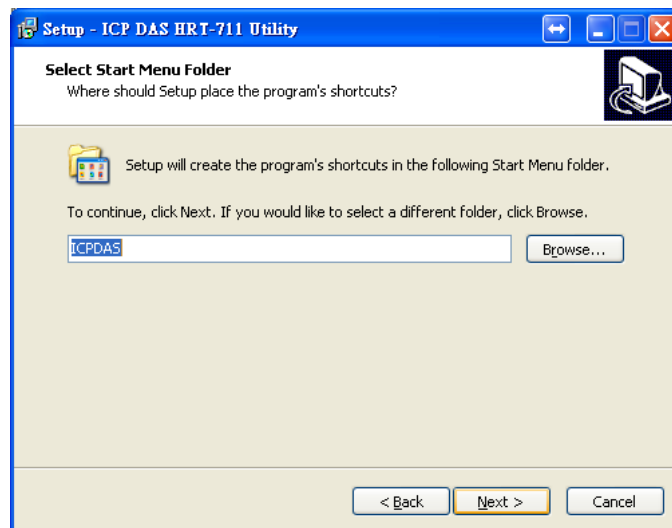 Setup - ICP DAS HRT-711 Utility
Select Start Menu Folder
Where should Setup place the program's shortcuts?
Setup will create the program's shortcuts in the following Start Menu folder.
To continue, click Next. If you would like to select a different folder, click Browse.
ICPDAS
Browse...
< Back
Next >
Cancel